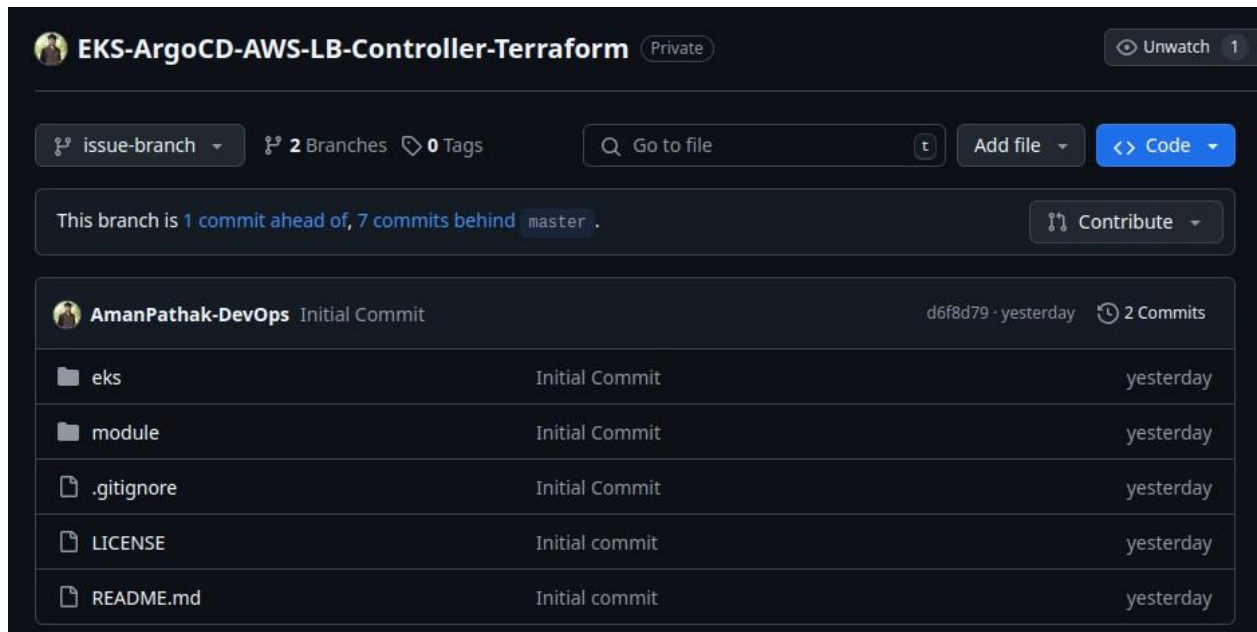 EKS-ArgoCD-AWS-LB-Controller-Terraform Private Unwatch 1
issue-branch 2 Branches 0 Tags Go to file t Add file Code
This branch is 1 commit ahead of, 7 commits behind master . Contribute
AmanPathak-DevOps Initial Commit d6f8d79 · yesterday 2 Commits
eks Initial Commit yesterday
module Initial Commit yesterday
.gitignore Initial Commit yesterday
LICENSE Initial commit yesterday
README.md Initial commit yesterday